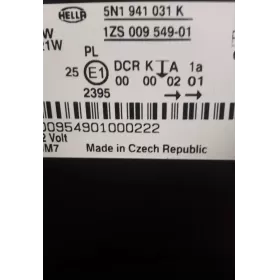 HELLA 5N1 941 031 K
W 1ZS 009 549-01
21W
PL
25 E1 DCR KTA 1a
00 00 02 01
2395 → →
00954901000222
2 Volt
M7 Made in Czech Republic